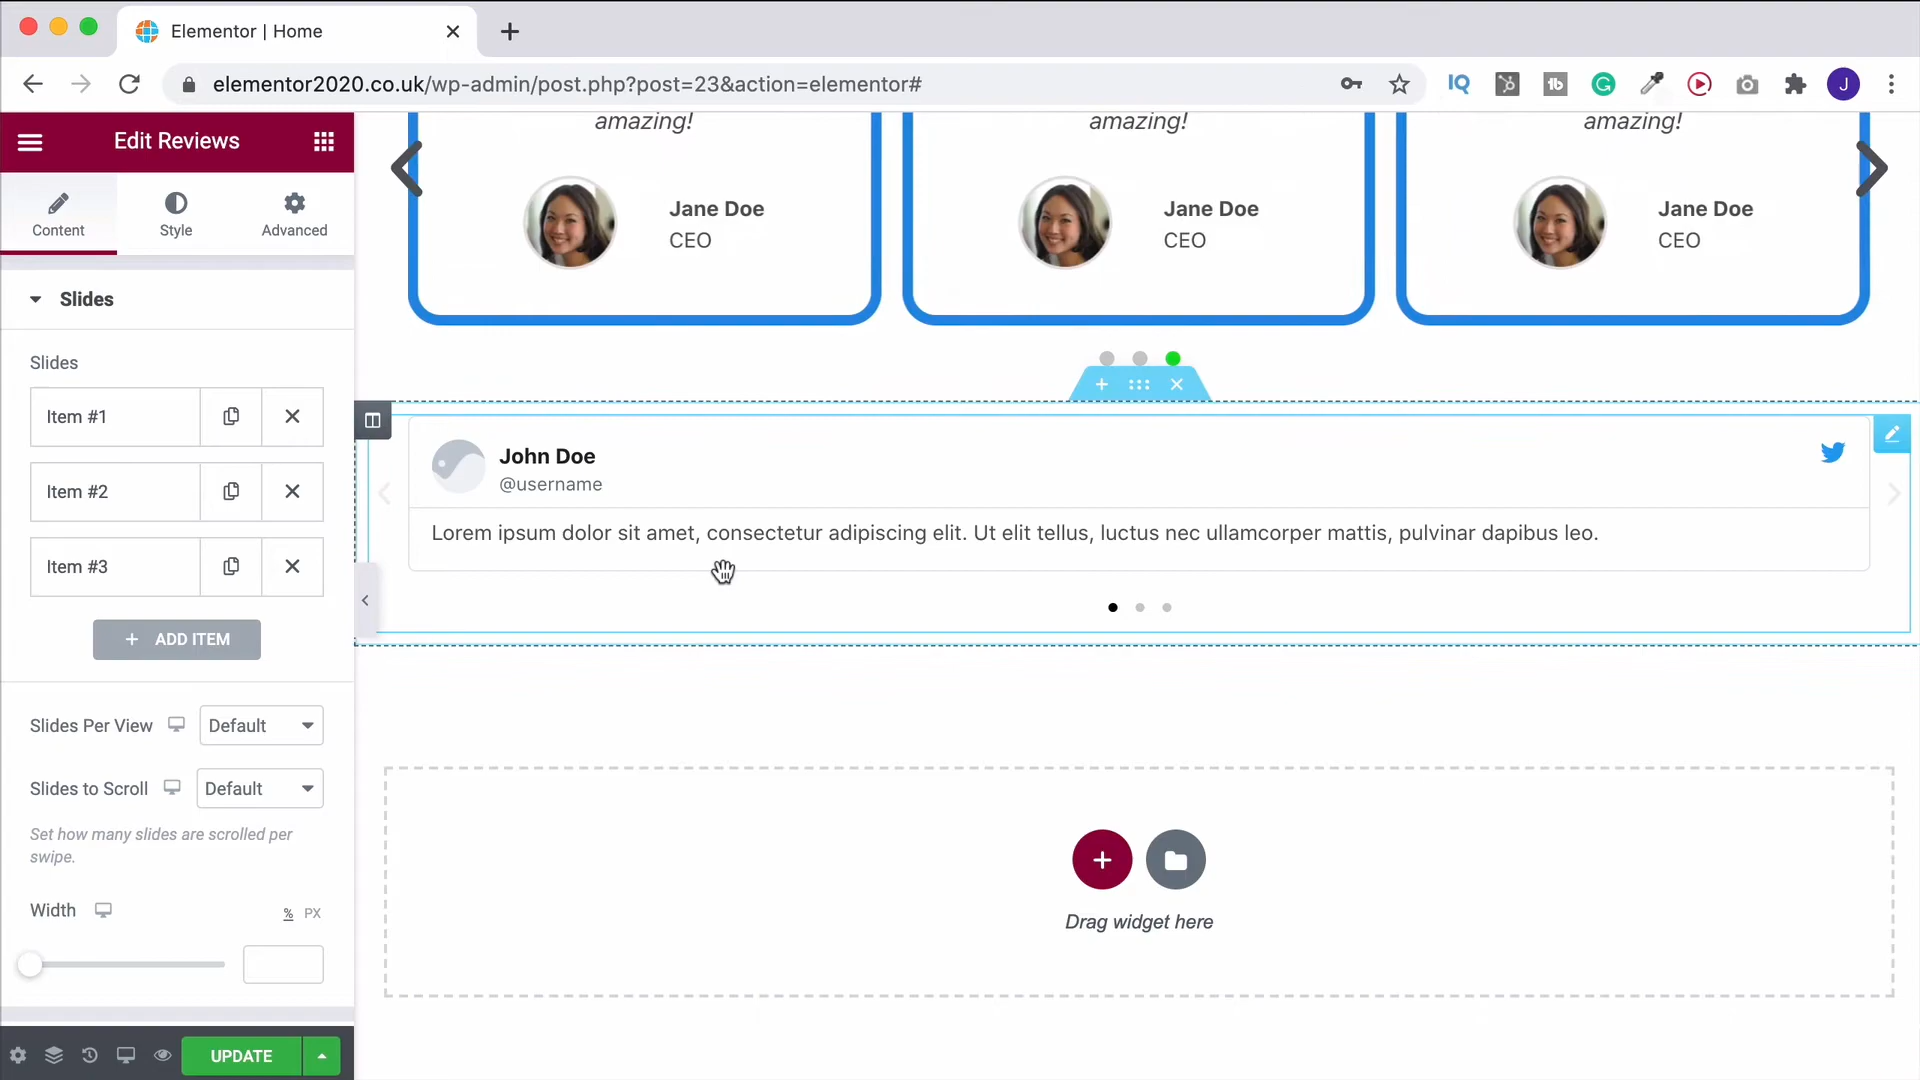 Elementor | Home
elementor2020.co.uk/wp-admin/post.php?post=23&action=elementor#
IQ
tb
G
J
Edit Reviews
Content
Style
Advanced
Slides
Slides
Item #1
Item #2
Item #3
+ ADD ITEM
Slides Per View
Default
Slides to Scroll
Default
Set how many slides are scrolled per
swipe.
Width
% PX
UPDATE
amazing!
amazing!
amazing!
Jane Doe
CEO
Jane Doe
CEO
Jane Doe
CEO
John Doe
@username
Lorem ipsum dolor sit amet, consectetur adipiscing elit. Ut elit tellus, luctus nec ullamcorper mattis, pulvinar dapibus leo.
Drag widget here